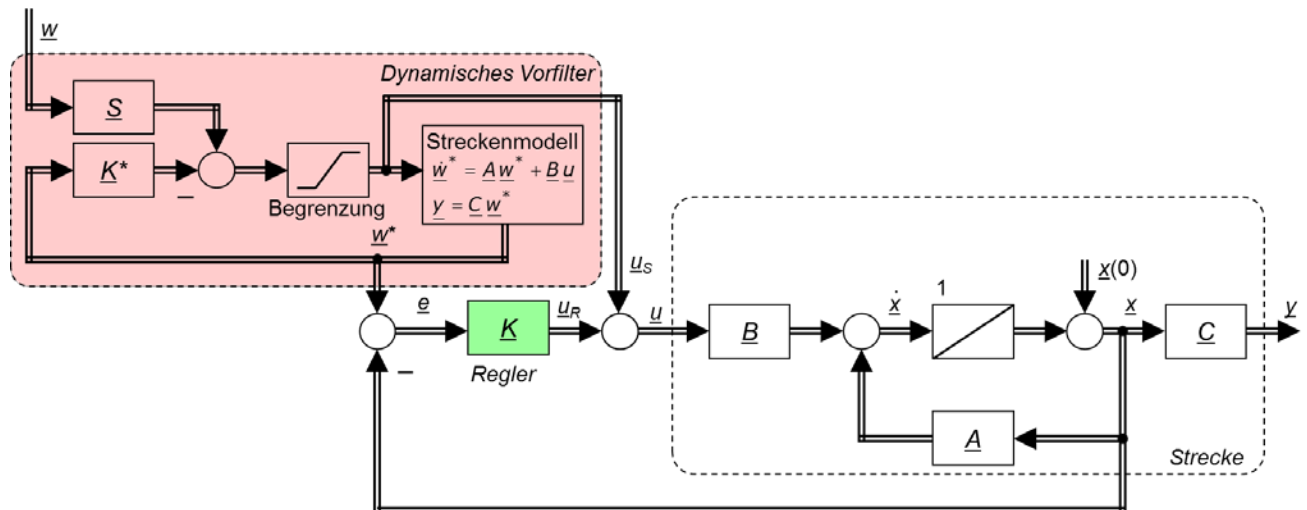 w
Dynamisches Vorfilter
S
K*
−
Begrenzung
Streckenmodell
ẇ* = A w* + B u
y = C w*
w*
u_S
e
K
u_R
Regler
−
u
B
ẋ
1
x(0)
x
C
y
A
Strecke